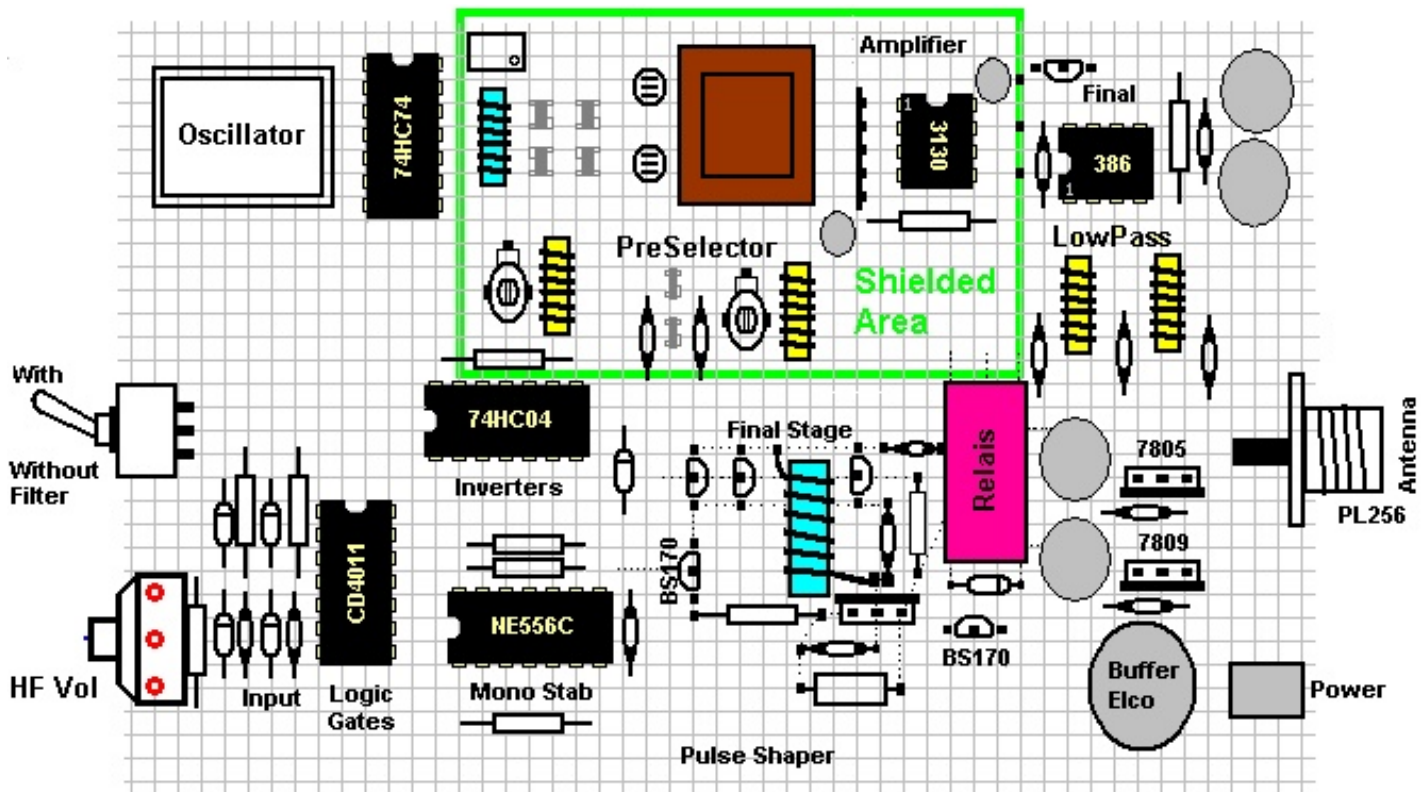 Oscillator
74HC74
Amplifier
1
3130
Final
386
1
PreSelector
LowPass
Shielded
Area
With
Without
Filter
74HC04
Inverters
Final Stage
Relais
7805
Antenna
PL256
7809
CD4011
BS170
NE556C
HF Vol
Input
Logic
Gates
Mono Stab
BS170
Buffer
Elco
Power
Pulse Shaper